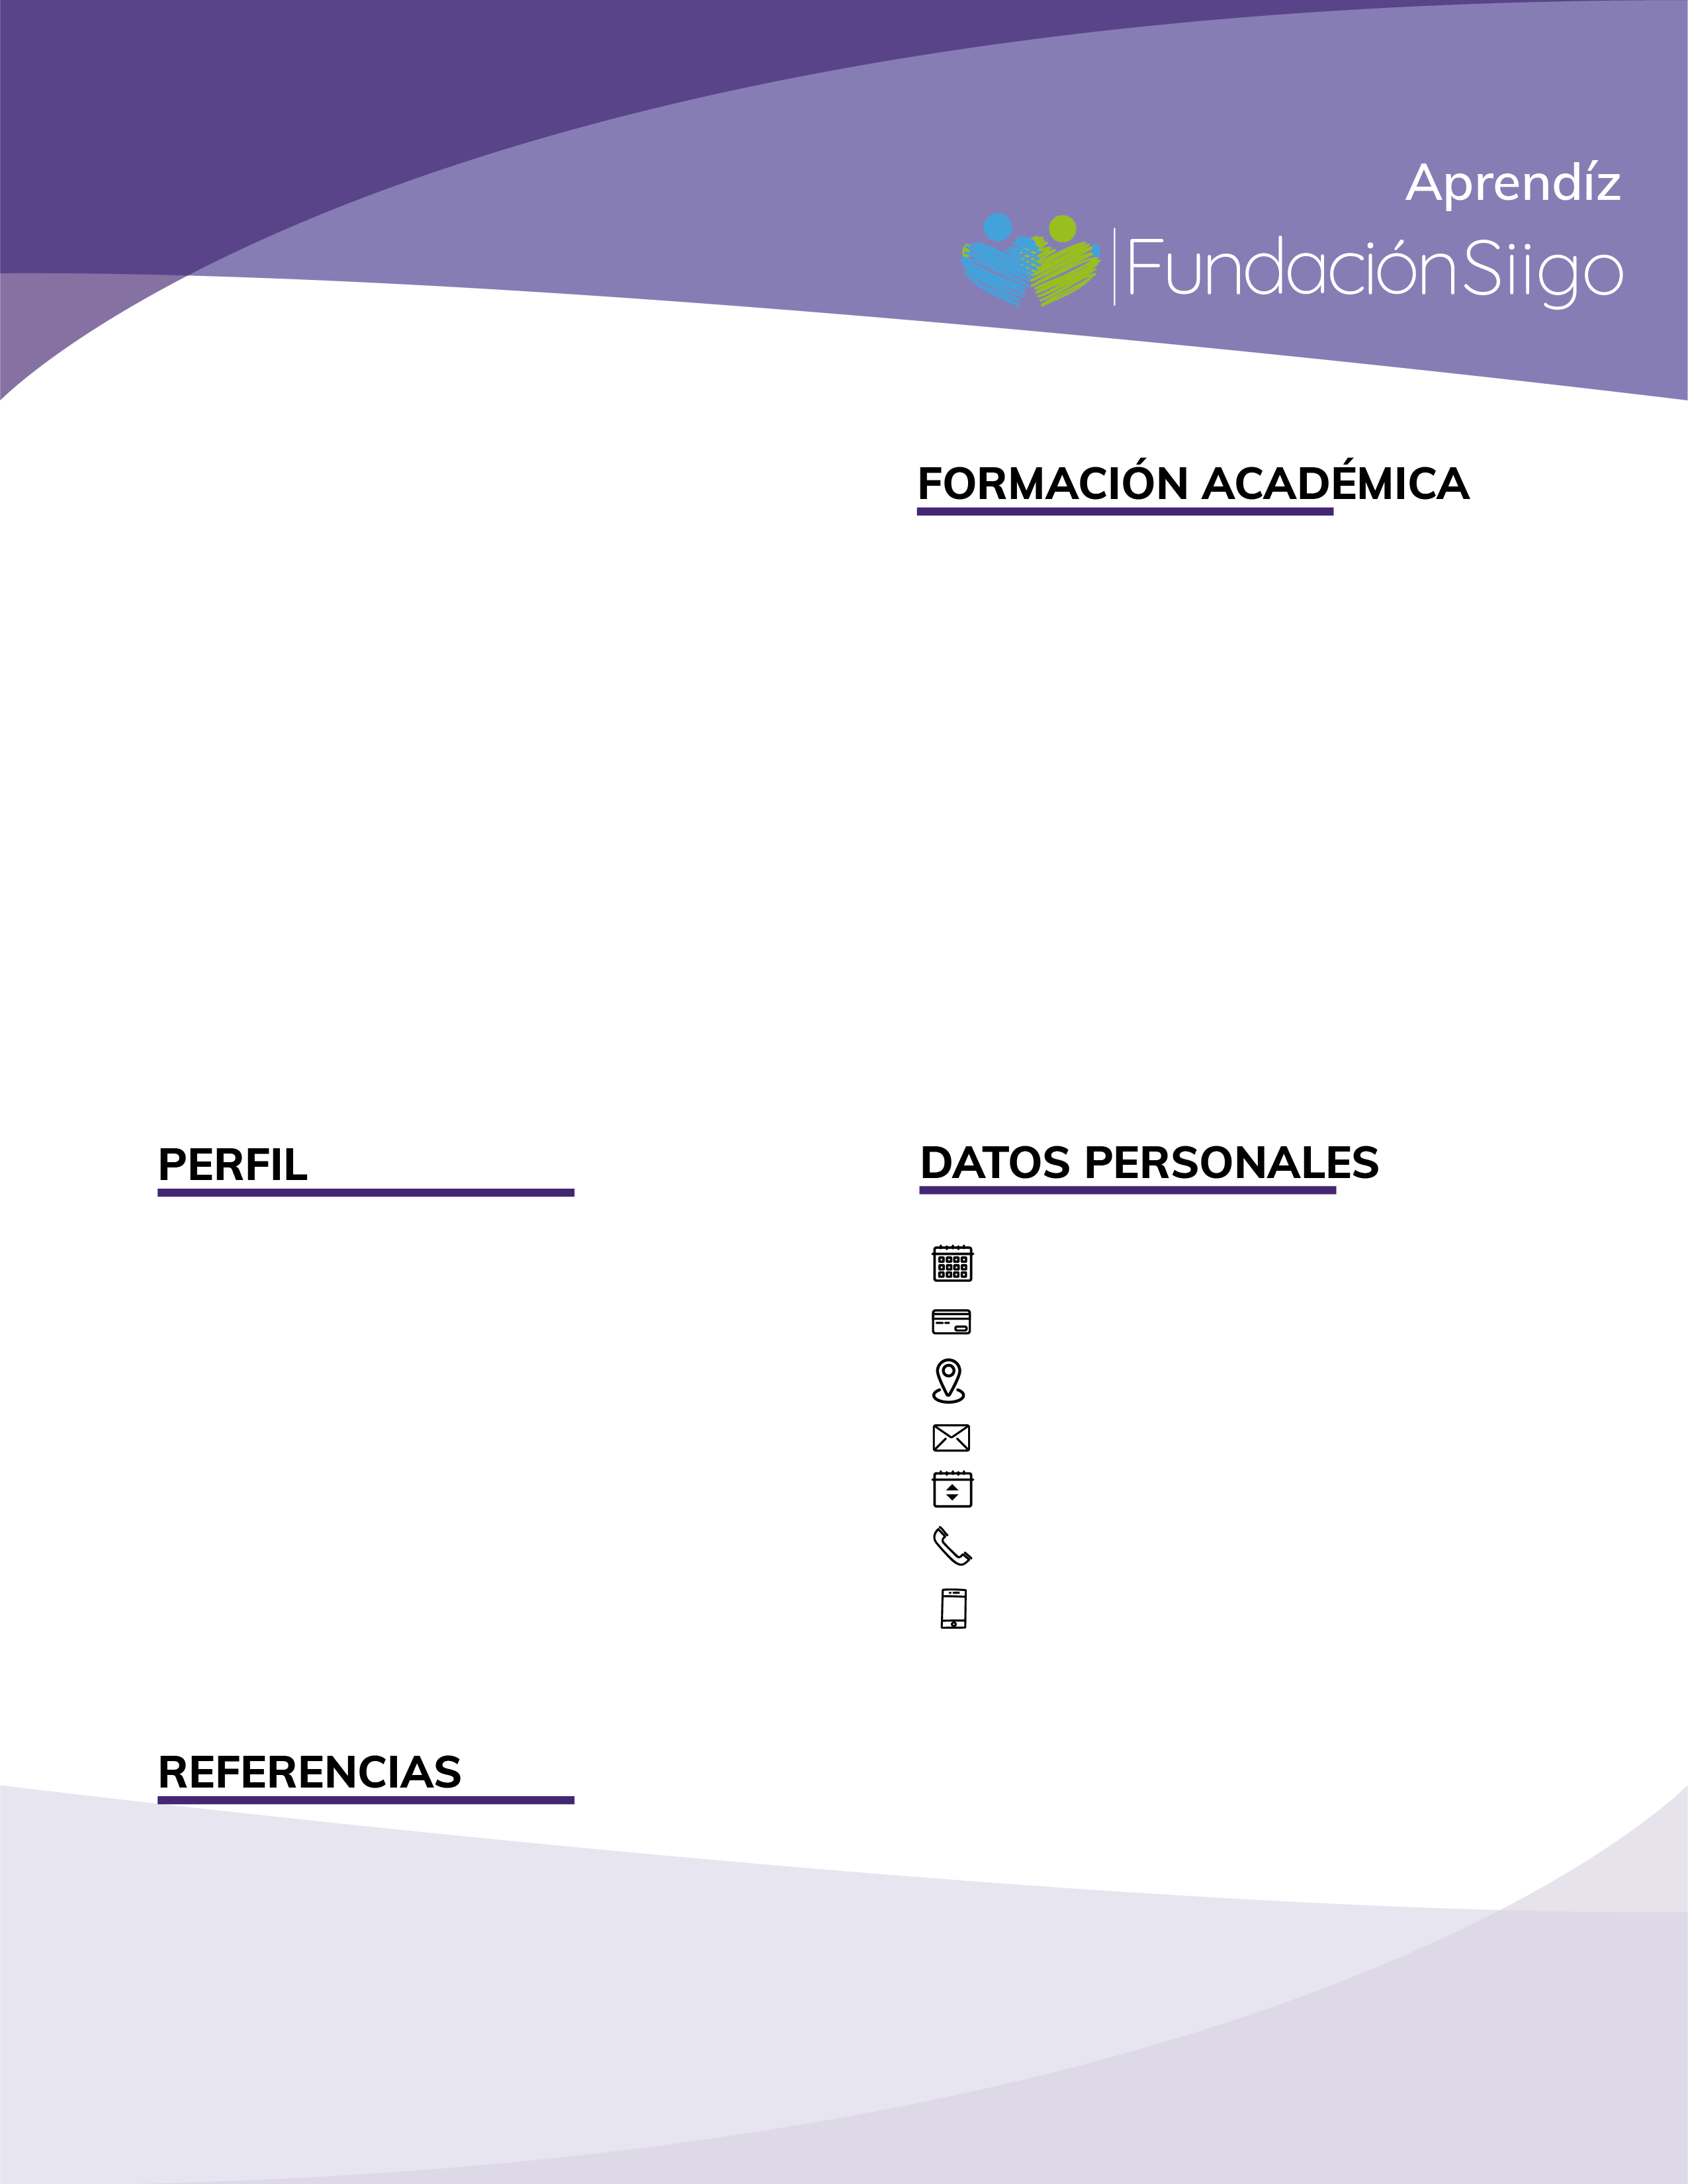 Aprendíz
FundaciónSiigo
FORMACIÓN ACADÉMICA
PERFIL
DATOS PERSONALES
REFERENCIAS